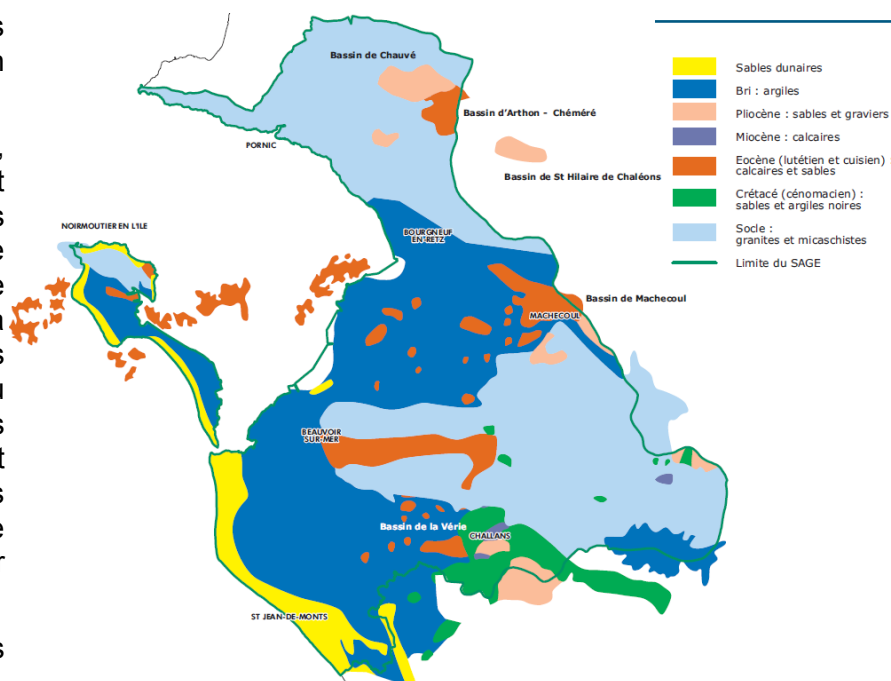 s
n
,
t
s
e
e
a
s
u
s
t
s
e
r
s
Bassin de Chauvé
Bassin d'Arthon - Chéméré
PORNIC
Bassin de St Hilaire de Chaléons
NOIRMOUTIER EN L'ILE
BOURGNEUF
EN-RETZ
Bassin de Machecoul
MACHECOUL
BEAUVOIR
SUR-MER
Bassin de la Vérie
CHALLANS
ST JEAN-DE-MONTS
Sables dunaires
Bri : argiles
Pliocène : sables et graviers
Miocène : calcaires
Eocène (lutétien et cuisien)
calcaires et sables
Crétacé (cénomacien) :
sables et argiles noires
Socle :
granites et micaschistes
Limite du SAGE